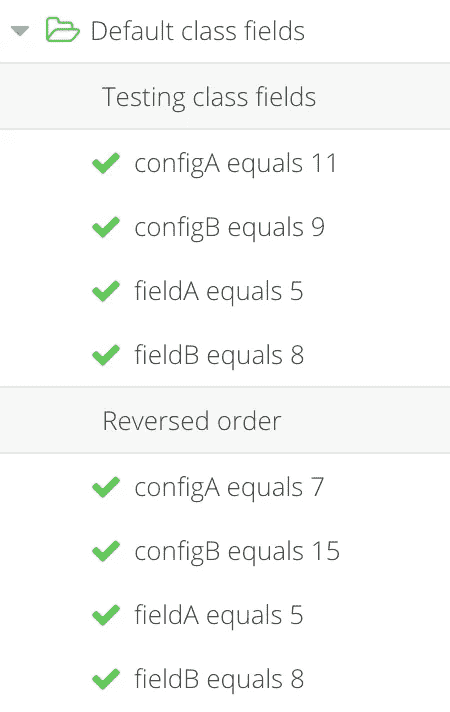 Default class fields
Testing class fields
configA equals 11
configB equals 9
fieldA equals 5
fieldB equals 8
Reversed order
configA equals 7
configB equals 15
fieldA equals 5
fieldB equals 8